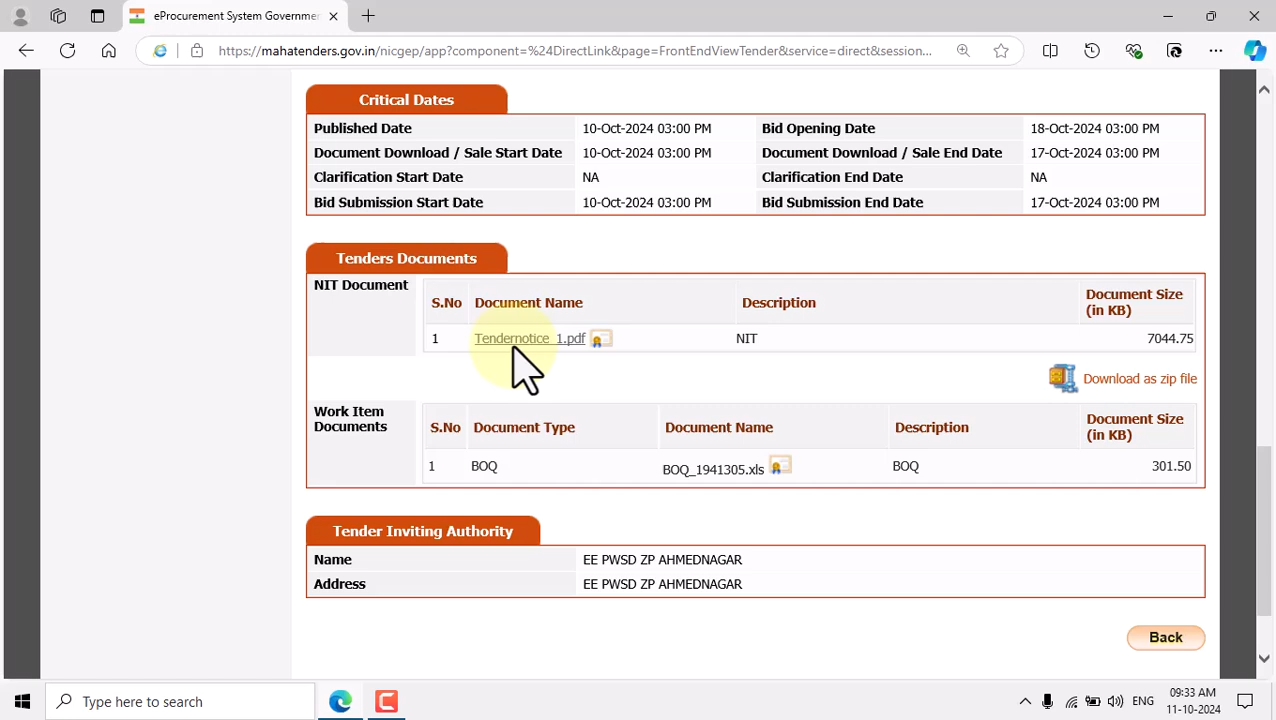 eProcurement System Governme
https://mahatenders.gov.in/nicgep/app?component=%24DirectLink&page=FrontEndViewTender&service=direct&session...
Critical Dates
Published Date 10-Oct-2024 03:00 PM Bid Opening Date 18-Oct-2024 03:00 PM
Document Download / Sale Start Date 10-Oct-2024 03:00 PM Document Download / Sale End Date 17-Oct-2024 03:00 PM
Clarification Start Date NA Clarification End Date NA
Bid Submission Start Date 10-Oct-2024 03:00 PM Bid Submission End Date 17-Oct-2024 03:00 PM
Tenders Documents
NIT Document
S.No Document Name Description Document Size (in KB)
1 Tendernotice_1.pdf NIT 7044.75
Download as zip file
Work Item Documents
S.No Document Type Document Name Description Document Size (in KB)
1 BOQ BOQ_1941305.xls BOQ 301.50
Tender Inviting Authority
Name EE PWSD ZP AHMEDNAGAR
Address EE PWSD ZP AHMEDNAGAR
Back
Type here to search
ENG
09:33 AM
11-10-2024